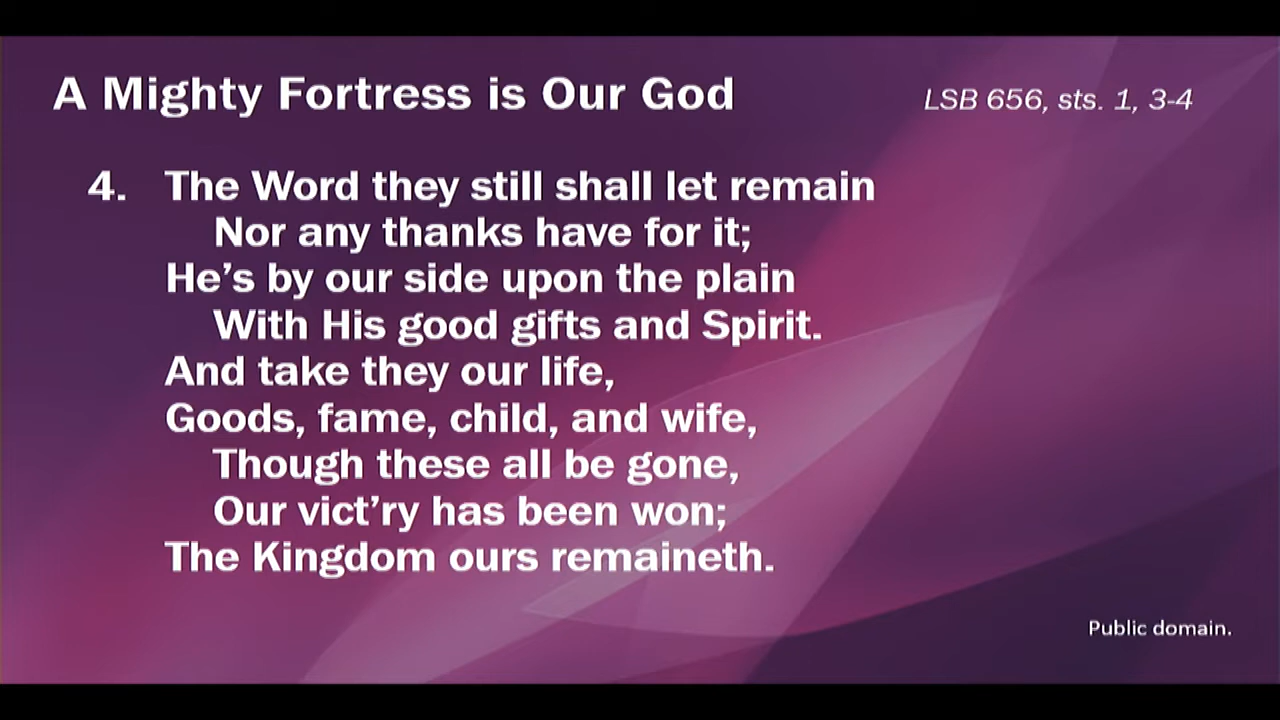 A Mighty Fortress is Our God
LSB 656, sts. 1, 3-4
4. The Word they still shall let remain
Nor any thanks have for it;
He’s by our side upon the plain
With His good gifts and Spirit.
And take they our life,
Goods, fame, child, and wife,
Though these all be gone,
Our vict’ry has been won;
The Kingdom ours remaineth.
Public domain.